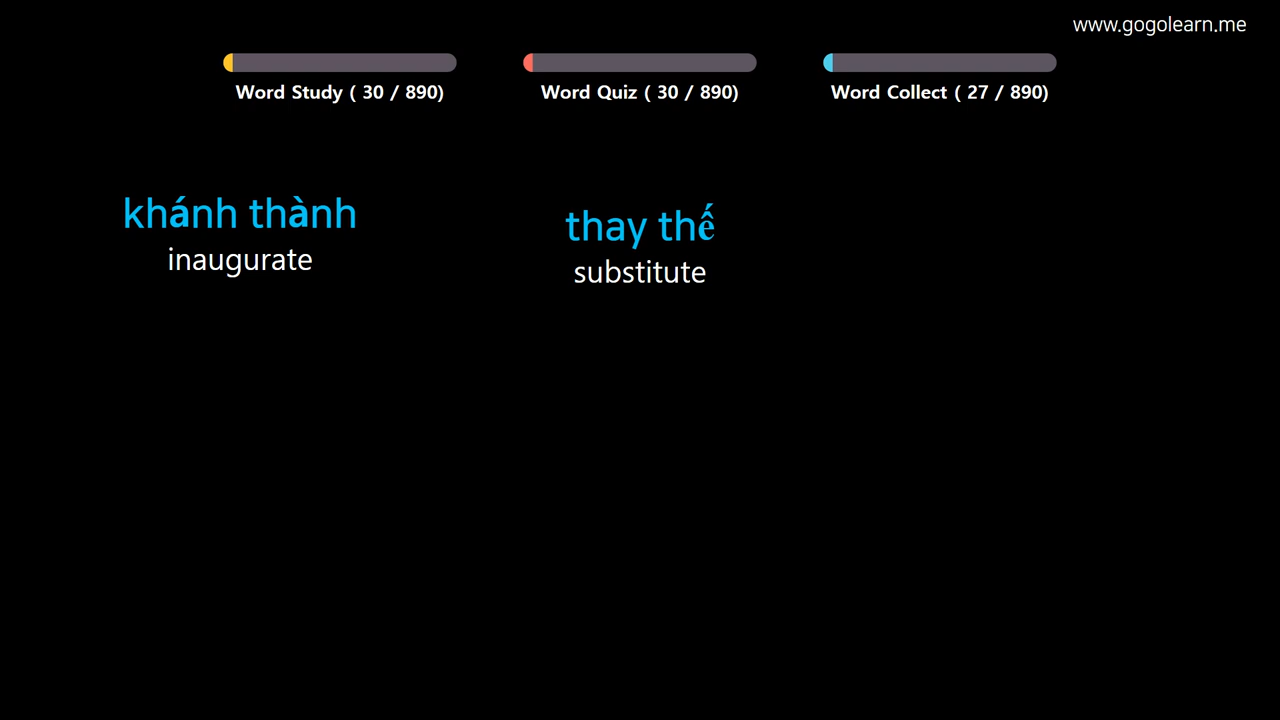 www.gogolearn.me
Word Study ( 30 / 890)
Word Quiz ( 30 / 890)
Word Collect ( 27 / 890)
khánh thành
inaugurate
thay thế
substitute